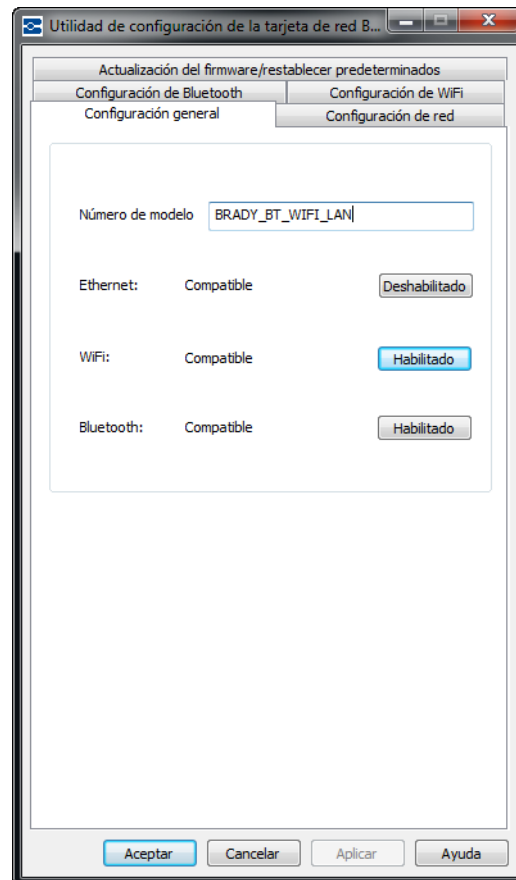 Utilidad de configuración de la tarjeta de red B...
Actualización del firmware/restablecer predeterminados
Configuración de Bluetooth Configuración de WiFi
Configuración general Configuración de red
Número de modelo BRADY_BT_WIFI_LAN
Ethernet: Compatible Deshabilitado
WiFi: Compatible Habilitado
Bluetooth: Compatible Habilitado
Aceptar Cancelar Aplicar Ayuda